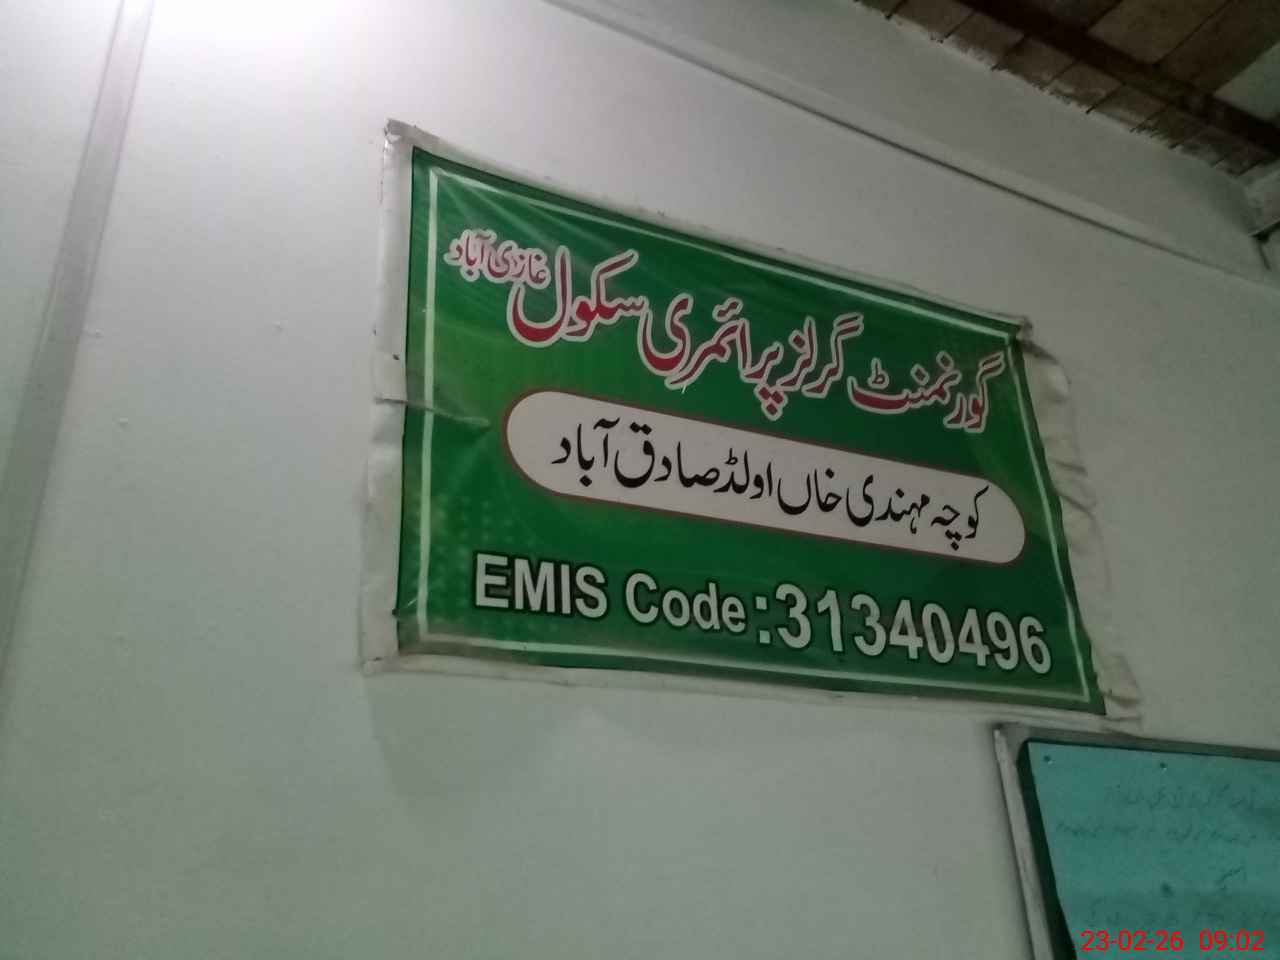 گورنمنٹ گرلز پرائمری سکول غازی آباد
کوچہ مہندی خاں اولڈ صادق آباد
EMIS Code:31340496
23-02-26 09:02